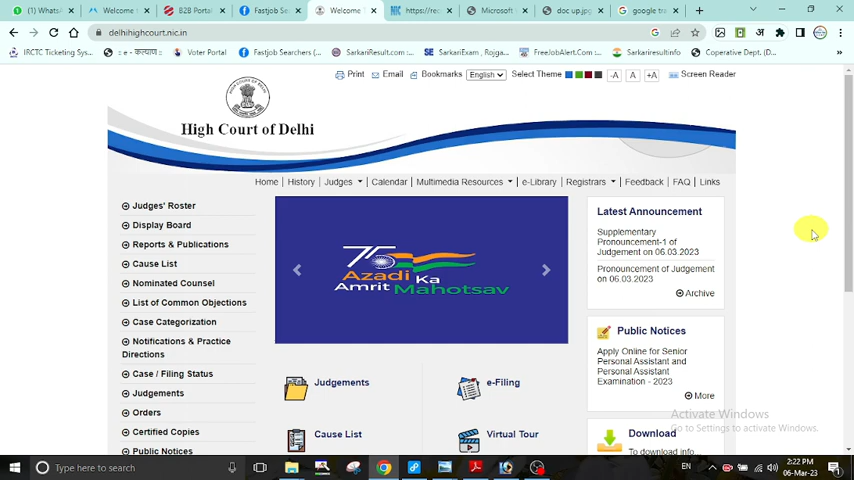 (1) WhatsA
Welcome
B2B Portal
Fastjob Sea
Welcome
https://rec
Microsoft
doc up.jpg
google tra
delhihighcourt.nic.in
IRCTC Ticketing Sy...
:: e - कल्याण ::
Voter Portal
Fastjob Searchers (...
SarkariResult.com :...
SarkariExam , Rojga...
FreeJobAlert.Com :...
Sarkariresultinfo
Coperative Dept. (...
Print
Email
Bookmarks
English
Select Theme
-A
A
+A
Screen Reader
High Court of Delhi
Home | History | Judges | Calendar | Multimedia Resources | e-Library | Registrars | Feedback | FAQ | Links
Judges' Roster
Display Board
Reports & Publications
Cause List
Nominated Counsel
List of Common Objections
Case Categorization
Notifications & Practice
Directions
Case / Filing Status
Judgements
Orders
Certified Copies
Public Notices
75
Azadi Ka
Amrit Mahotsav
Judgements
e-Filing
Cause List
Virtual Tour
Latest Announcement
Supplementary
Pronouncement-1 of
Judgement on 06.03.2023
Pronouncement of Judgement
on 06.03.2023
Archive
Public Notices
Apply Online for Senior
Personal Assistant and
Personal Assistant
Examination - 2023
More
Download
To download info..
Activate Windows
Go to Settings to activate Windows.
Type here to search
EN
2:22 PM
06-Mar-23